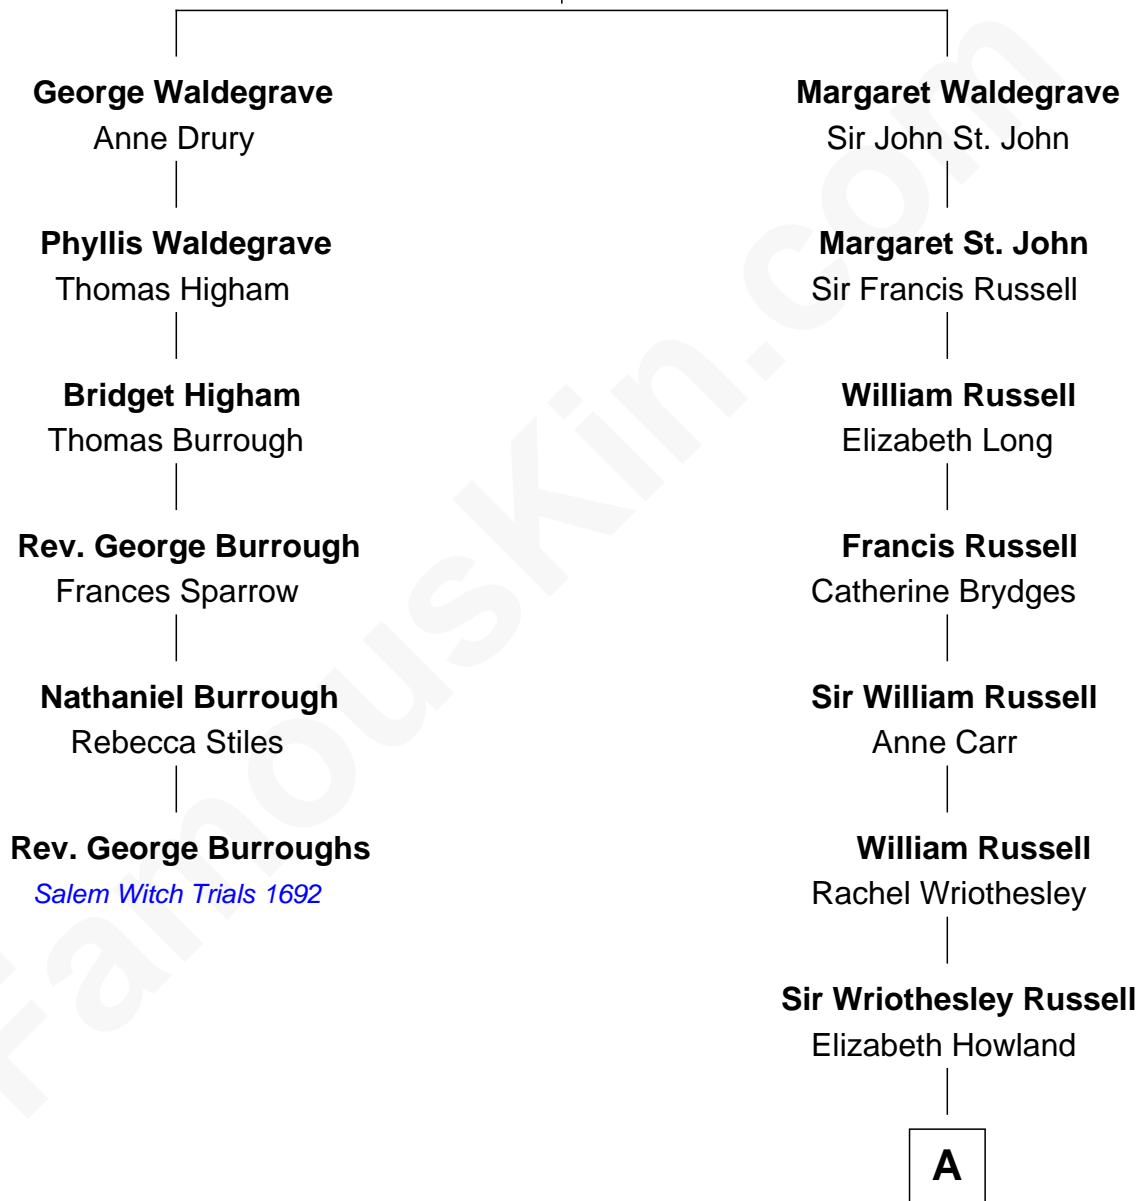 George Waldegrave
Anne Drury
Phyllis Waldegrave
Thomas Higham
Bridget Higham
Thomas Burrough
Rev. George Burrough
Frances Sparrow
Nathaniel Burrough
Rebecca Stiles
Rev. George Burroughs
Salem Witch Trials 1692
Margaret Waldegrave
Sir John St. John
Margaret St. John
Sir Francis Russell
William Russell
Elizabeth Long
Francis Russell
Catherine Brydges
Sir William Russell
Anne Carr
William Russell
Rachel Wriothesley
Sir Wriothesley Russell
Elizabeth Howland
A
FamousKin.com